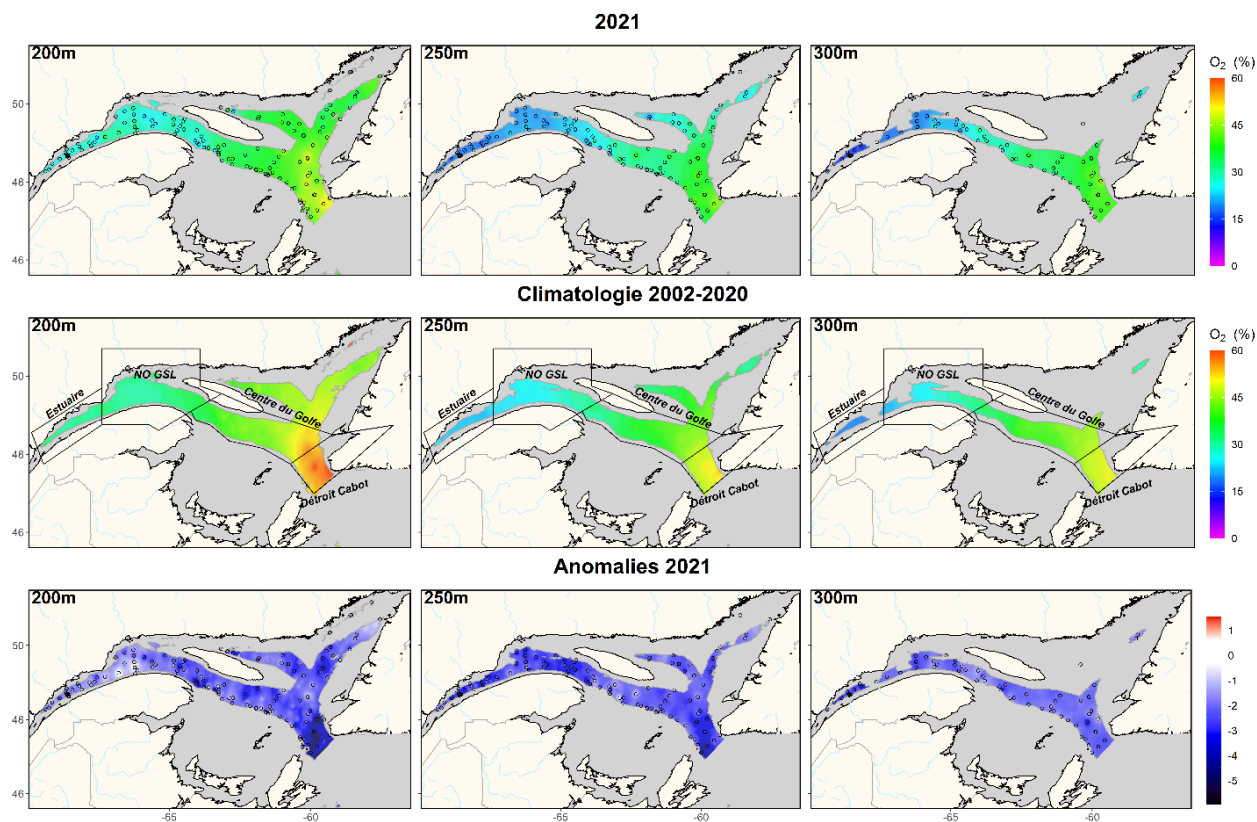 2021
200m
250m
300m
O₂ (%)
60
45
30
15
0
50
48
46
Climatologie 2002-2020
200m
250m
300m
NO GSL
Estuaire
Centre du Golfe
Détroit Cabot
NO GSL
Estuaire
Centre du Golfe
Détroit Cabot
NO GSL
Estuaire
Centre du Golfe
Détroit Cabot
O₂ (%)
60
45
30
15
0
50
48
46
Anomalies 2021
200m
250m
300m
1
0
-1
-2
-3
-4
-5
50
48
46
-65
-60
-65
-60
-65
-60